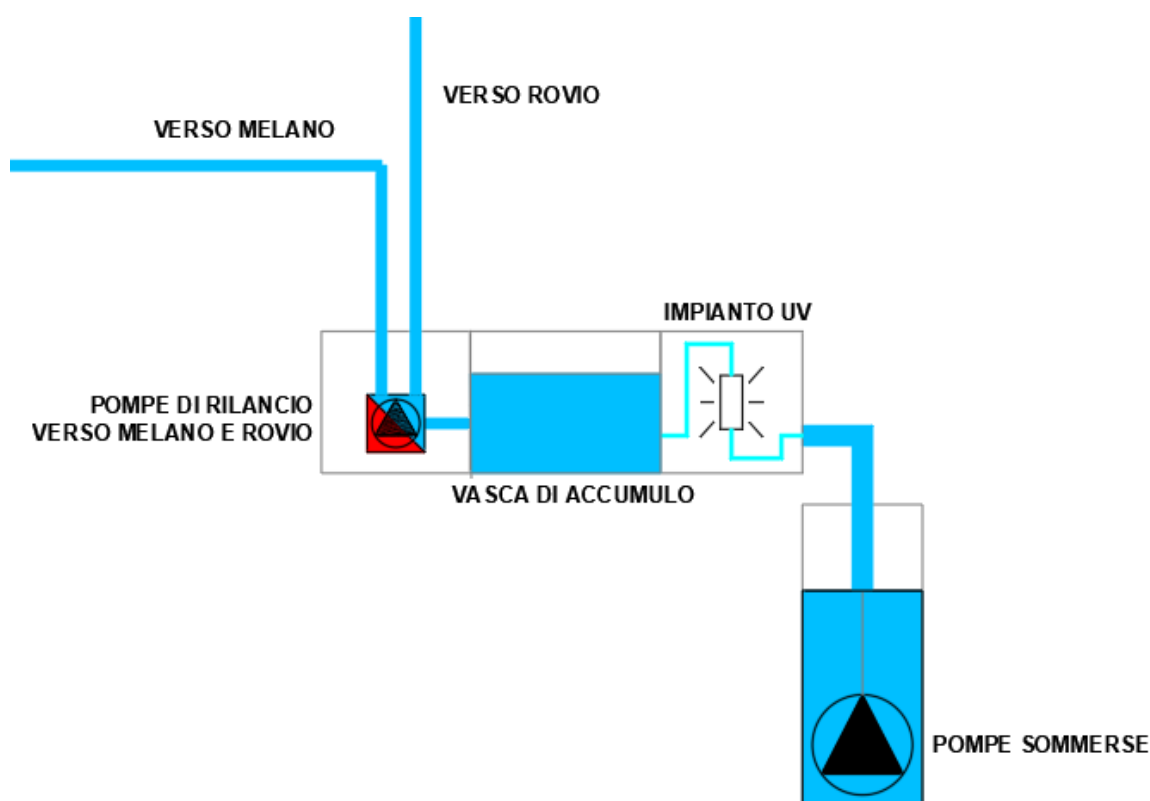 VERSO ROVIO
VERSO MELANO
IMPIANTO UV
POMPE DI RILANCIO
VERSO MELANO E ROVIO
VASCA DI ACCUMULO
POMPE SOMMERSE